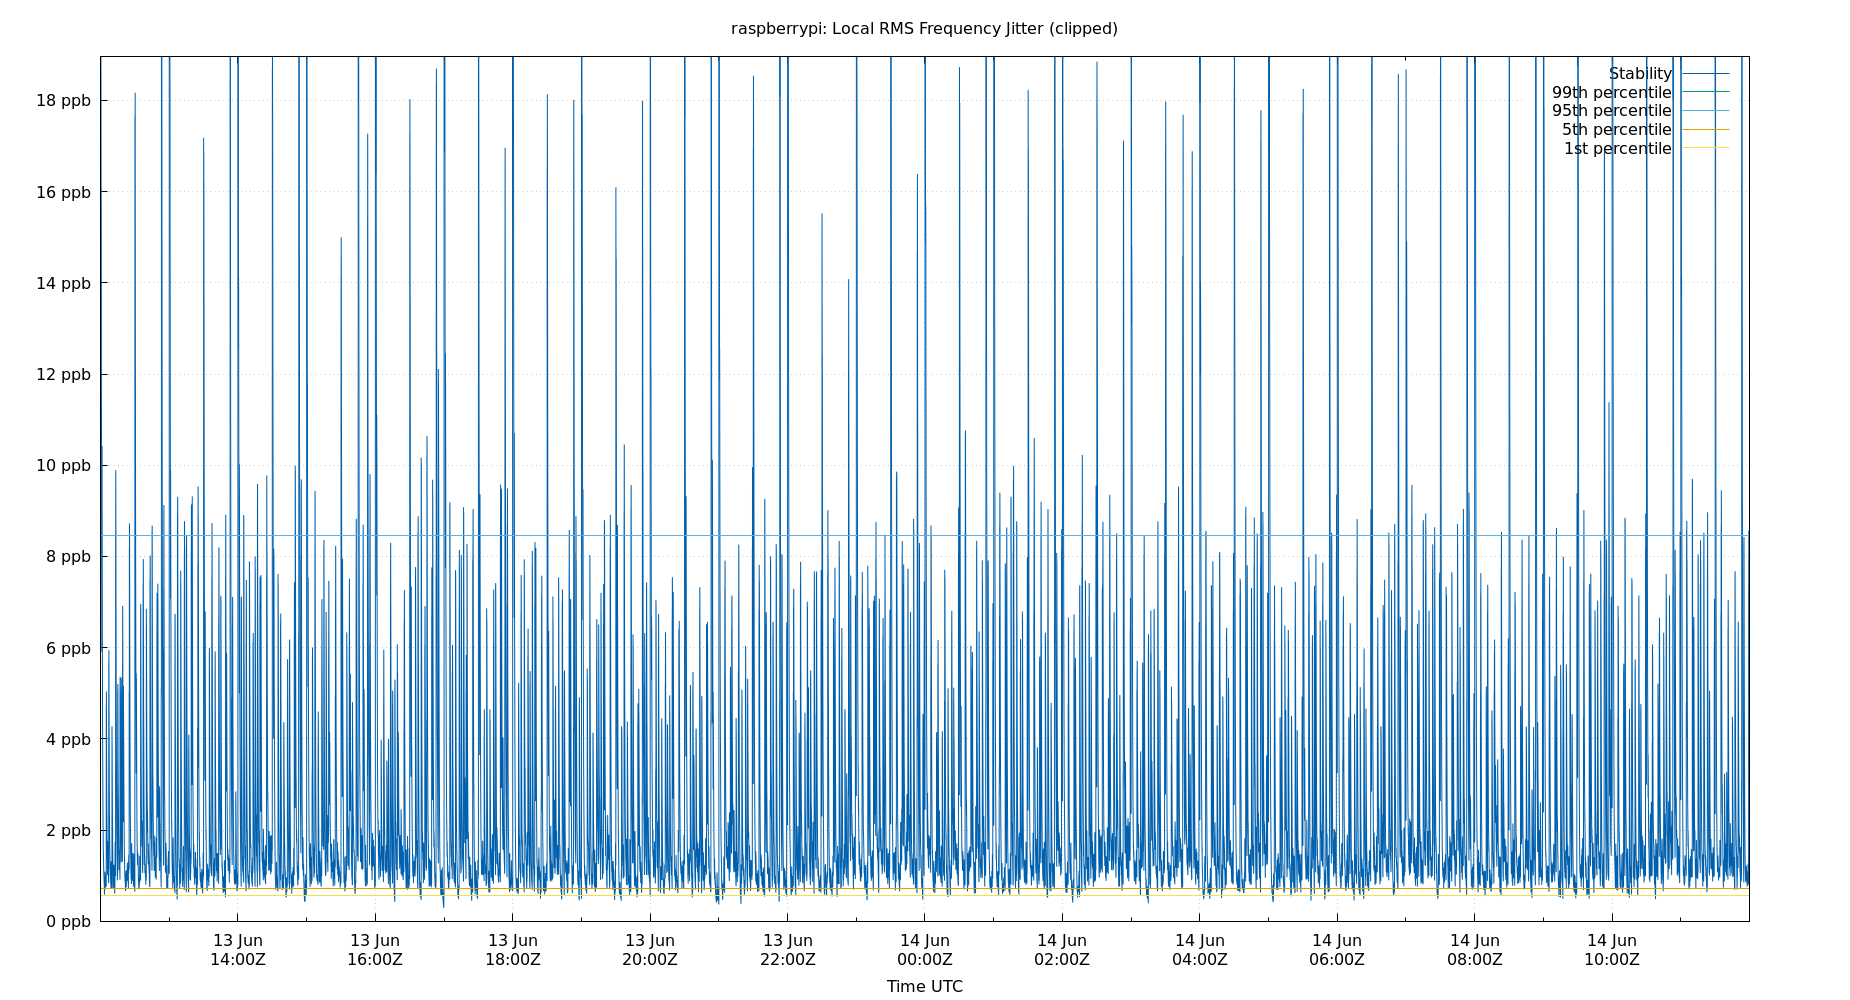 raspberrypi: Local RMS Frequency Jitter (clipped)
Stability
99th percentile
95th percentile
5th percentile
1st percentile
18 ppb
16 ppb
14 ppb
12 ppb
10 ppb
8 ppb
6 ppb
4 ppb
2 ppb
0 ppb
13 Jun 13 Jun 13 Jun 13 Jun 13 Jun 14 Jun 14 Jun 14 Jun 14 Jun 14 Jun 14 Jun
14:00Z 16:00Z 18:00Z 20:00Z 22:00Z 00:00Z 02:00Z 04:00Z 06:00Z 08:00Z 10:00Z
Time UTC